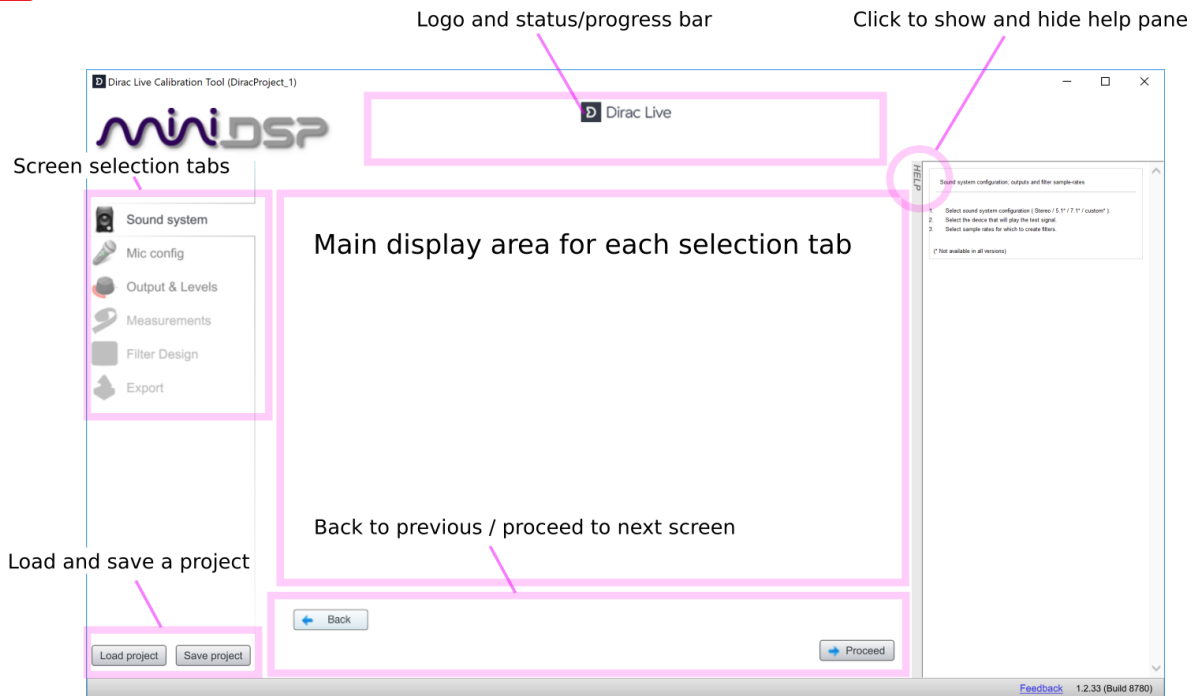 Logo and status/progress bar
Click to show and hide help pane
Dirac Live Calibration Tool (DiracProject_1)
miniDSP
Dirac Live
Screen selection tabs
HELP
Sound system configuration; outputs and filter sample-rates
1. Select sound system configuration ( Stereo / 5.1* / 7.1* / custom* ).
2. Select the device that will play the test signal.
3. Select sample rates for which to create filters.
(* Not available in all versions)
Sound system
Mic config
Output & Levels
Measurements
Filter Design
Export
Main display area for each selection tab
Back to previous / proceed to next screen
Load and save a project
Back
Proceed
Load project
Save project
Feedback 1.2.33 (Build 8780)